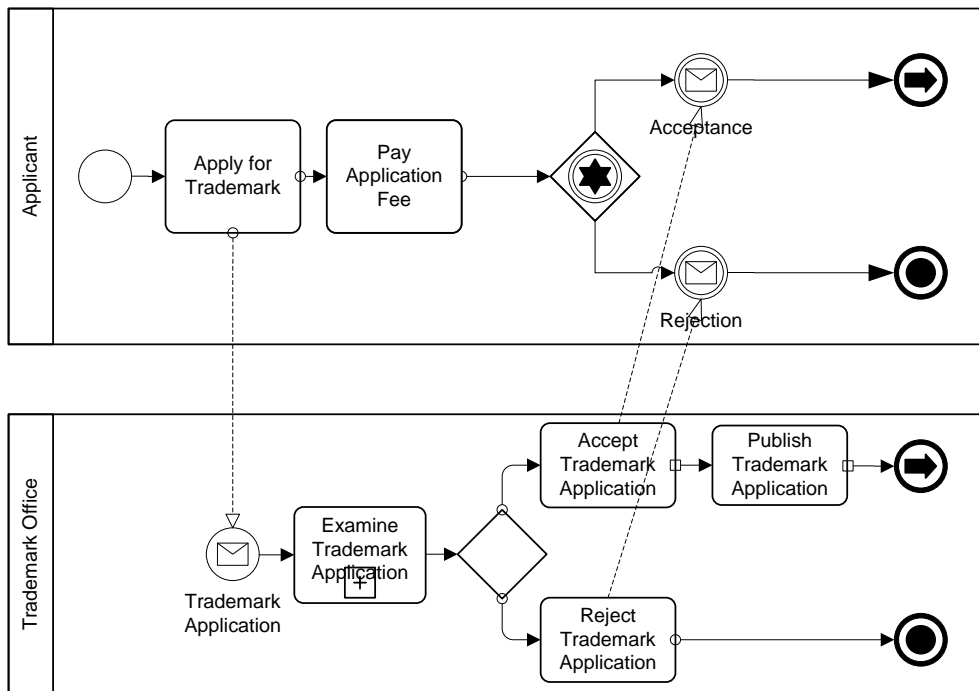 Applicant
Apply for
Trademark
Pay
Application
Fee
Acceptance
Rejection
Trademark Office
Trademark
Application
Examine
Trademark
Application
Accept
Trademark
Application
Publish
Trademark
Application
Reject
Trademark
Application